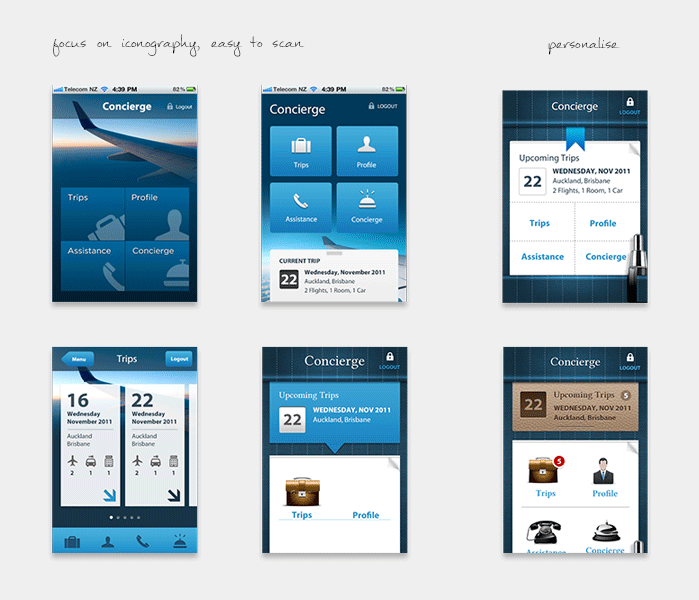 focus on iconography, easy to scan
personalise
Telecom NZ 4:39 PM 82%
Concierge Logout
Trips Profile
Assistance Concierge
Telecom NZ 4:39 PM 82%
Concierge LOGOUT
Trips Profile
Assistance Concierge
CURRENT TRIP
22 Wednesday, November 2011
Auckland, Brisbane
2 Flights, 1 Room, 1 Car
Concierge
LOGOUT
Upcoming Trips
22 WEDNESDAY, NOV 2011
Auckland, Brisbane
2 Flights, 1 Room, 1 Car
Trips Profile
Assistance Concierge
Menu Trips Logout
16 22
Wednesday Wednesday
November 2011 November 2011
Auckland Auckland
Brisbane Brisbane
2 1 1 2 1 1
Concierge
LOGOUT
Upcoming Trips
22 WEDNESDAY, NOV 2011
Auckland, Brisbane
Trips Profile
Concierge
LOGOUT
Upcoming Trips 5
22 WEDNESDAY, NOV 2011
Auckland, Brisbane
5
Trips Profile
Assistance Concierge